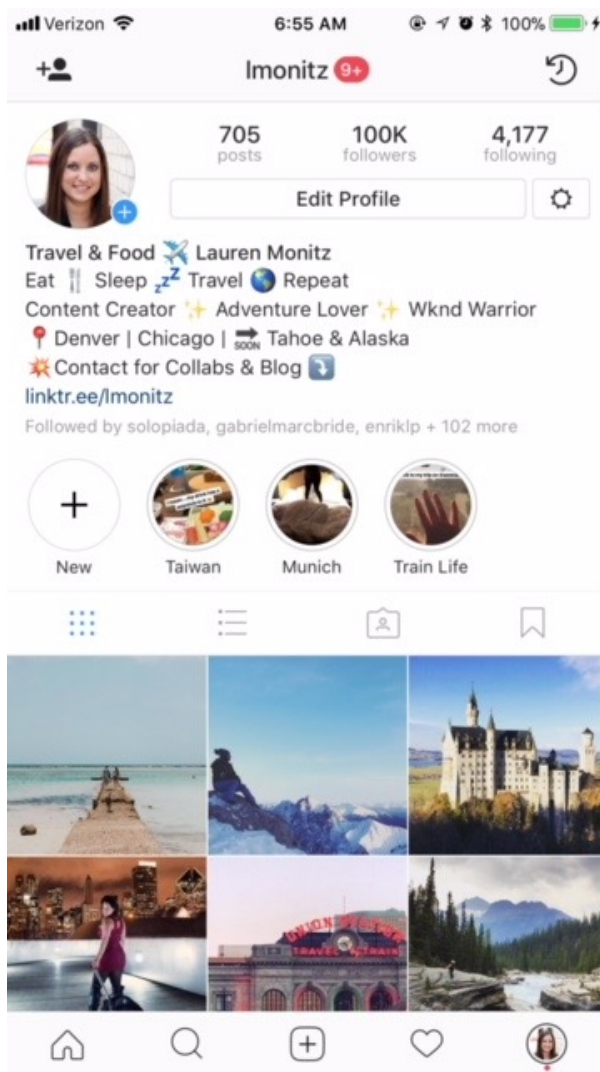 Verizon 6:55 AM 100%
lmonitz 9+
705 100K 4,177
posts followers following
Edit Profile
Travel & Food ✈️ Lauren Monitz
Eat 🍴 Sleep 💤 Travel 🌎 Repeat
Content Creator ✨ Adventure Lover ✨ Wknd Warrior
📍 Denver | Chicago | 🔜 Tahoe & Alaska
💥Contact for Collabs & Blog ⤵️
linktr.ee/lmonitz
Followed by solopiada, gabrielmarcbride, enriklp + 102 more
New Taiwan Munich Train Life
UNION STATION
TRAVEL by TRAIN